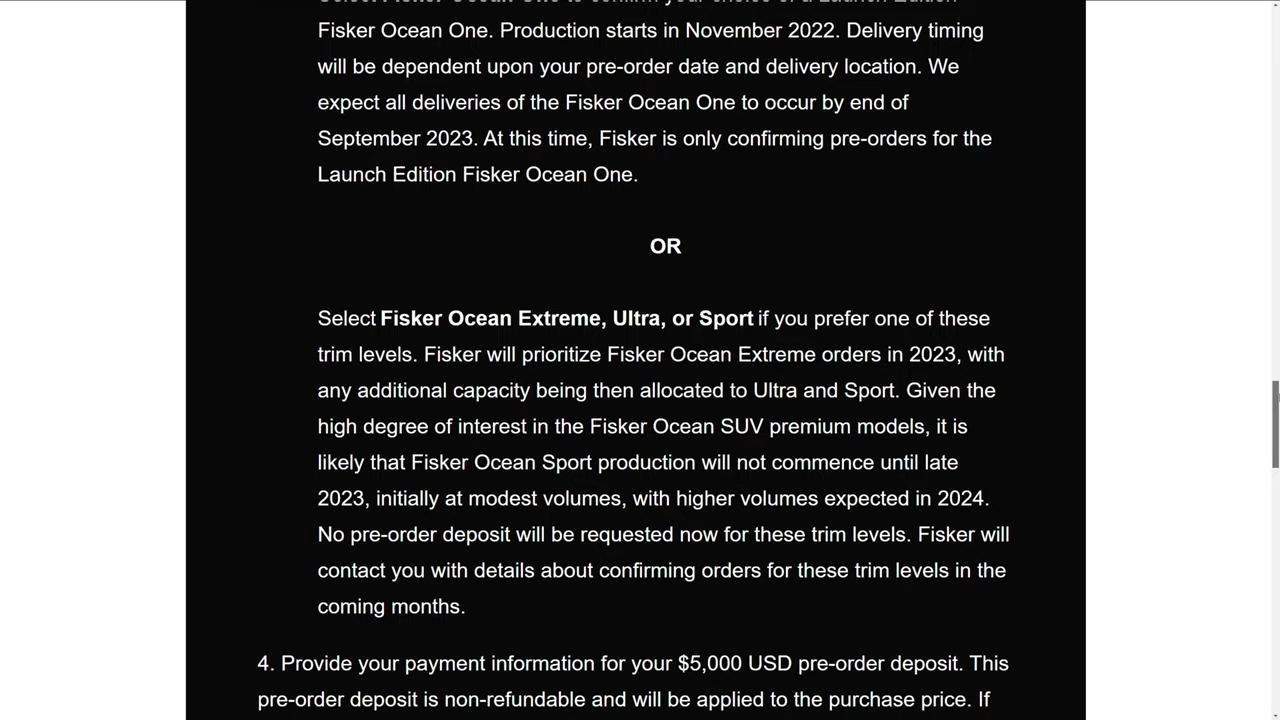 Fisker Ocean One. Production starts in November 2022. Delivery timing
will be dependent upon your pre-order date and delivery location. We
expect all deliveries of the Fisker Ocean One to occur by end of
September 2023. At this time, Fisker is only confirming pre-orders for the
Launch Edition Fisker Ocean One.
OR
Select Fisker Ocean Extreme, Ultra, or Sport if you prefer one of these
trim levels. Fisker will prioritize Fisker Ocean Extreme orders in 2023, with
any additional capacity being then allocated to Ultra and Sport. Given the
high degree of interest in the Fisker Ocean SUV premium models, it is
likely that Fisker Ocean Sport production will not commence until late
2023, initially at modest volumes, with higher volumes expected in 2024.
No pre-order deposit will be requested now for these trim levels. Fisker will
contact you with details about confirming orders for these trim levels in the
coming months.
4. Provide your payment information for your $5,000 USD pre-order deposit. This
pre-order deposit is non-refundable and will be applied to the purchase price. If